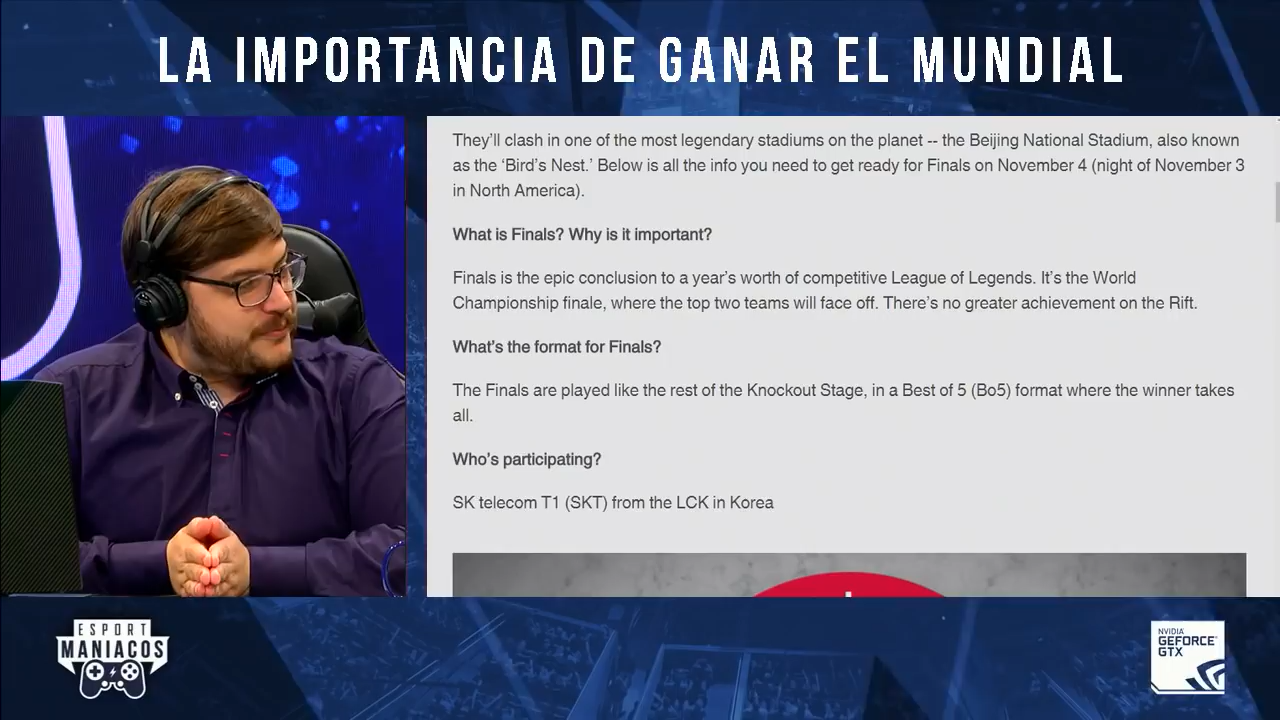 LA IMPORTANCIA DE GANAR EL MUNDIAL
They’ll clash in one of the most legendary stadiums on the planet -- the Beijing National Stadium, also known
as the ‘Bird’s Nest.’ Below is all the info you need to get ready for Finals on November 4 (night of November 3
in North America).
What is Finals? Why is it important?
Finals is the epic conclusion to a year’s worth of competitive League of Legends. It’s the World
Championship finale, where the top two teams will face off. There’s no greater achievement on the Rift.
What’s the format for Finals?
The Finals are played like the rest of the Knockout Stage, in a Best of 5 (Bo5) format where the winner takes
all.
Who’s participating?
SK telecom T1 (SKT) from the LCK in Korea
ESPORT
MANIACOS
NVIDIA
GEFORCE
GTX